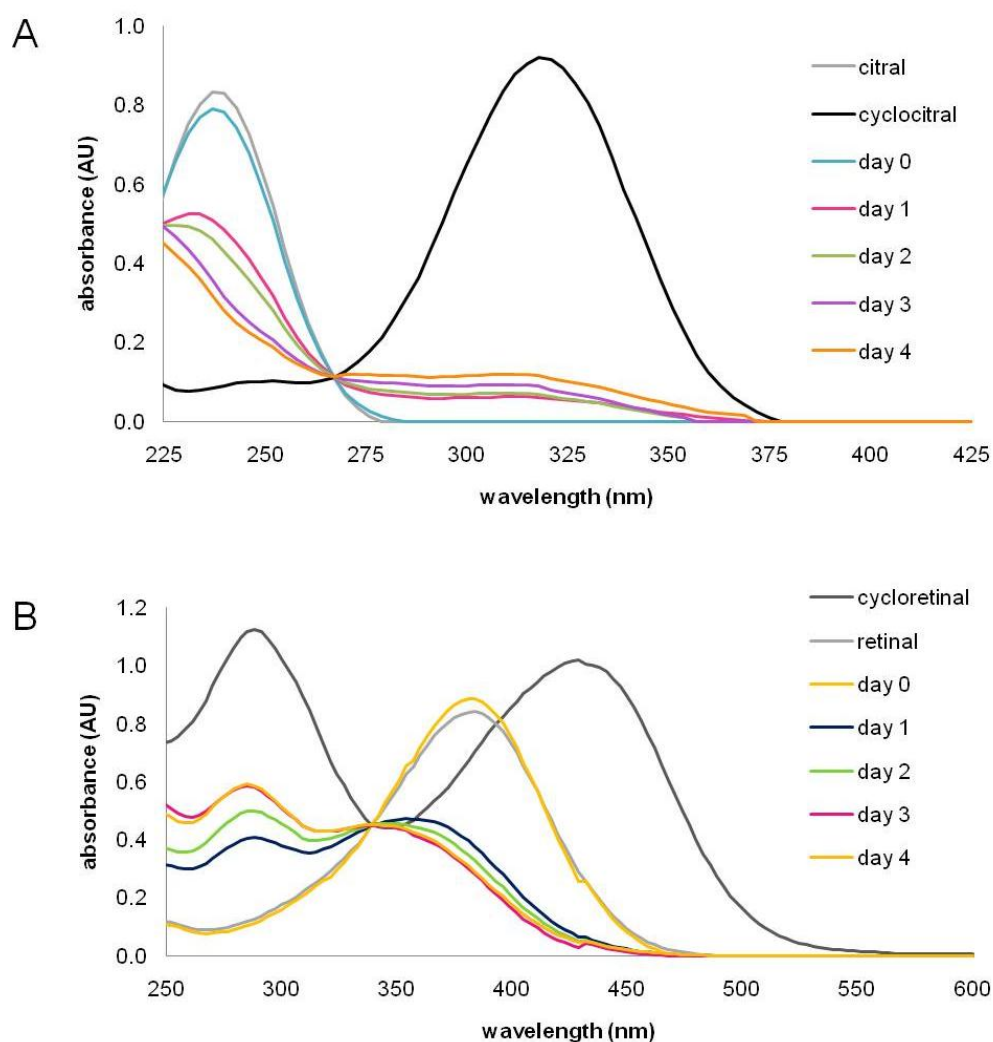 A
absorbance (AU)
1.0
0.8
0.6
0.4
0.2
0.0
225 250 275 300 325 350 375 400 425
wavelength (nm)
citral
cyclocitral
day 0
day 1
day 2
day 3
day 4
B
absorbance (AU)
1.2
1.0
0.8
0.6
0.4
0.2
0.0
250 300 350 400 450 500 550 600
wavelength (nm)
cycloretinal
retinal
day 0
day 1
day 2
day 3
day 4